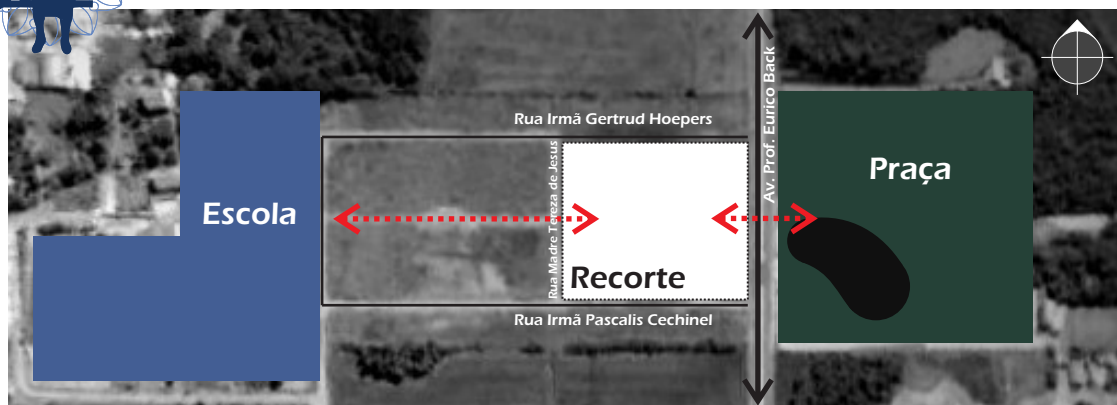 Rua Irmã Gertrud Hoepers
Escola
Rua Madre Tereza de Jesus
Recorte
Av. Prof. Eurico Back
Praça
Rua Irmã Pascalis Cechinel